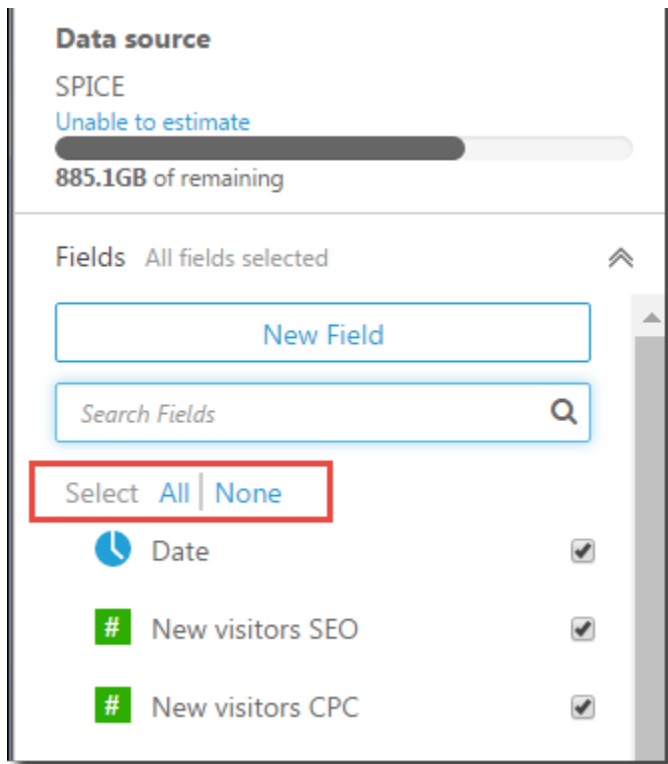 Data source
SPICE
Unable to estimate
885.1GB of remaining
Fields All fields selected
New Field
Search Fields
Select All | None
Date
# New visitors SEO
# New visitors CPC